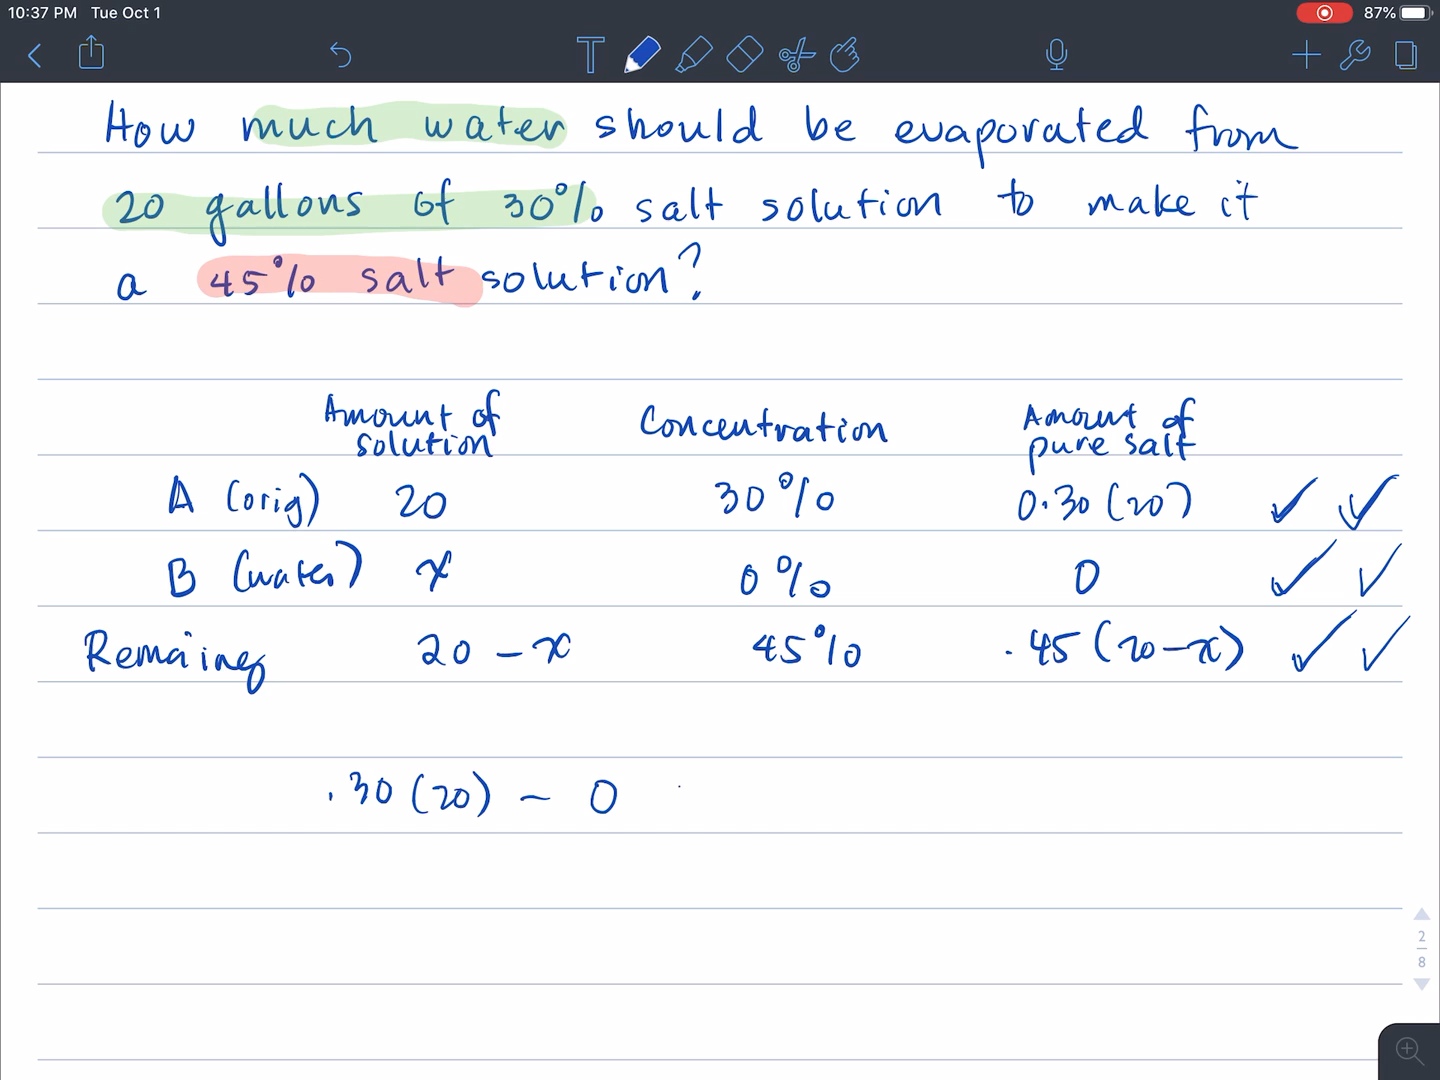 10:37 PM Tue Oct 1 87%
T
How much water should be evaporated from
20 gallons of 30% salt solution to make it
a 45% salt solution?
Amount of solution Concentration Amount of pure salt
A (orig) 20 30% 0.30(20) ✓ ✓
B (water) x 0% 0 ✓ ✓
Remaining 20 - x 45% .45(20-x) ✓ ✓
.30(20) - 0
2
8